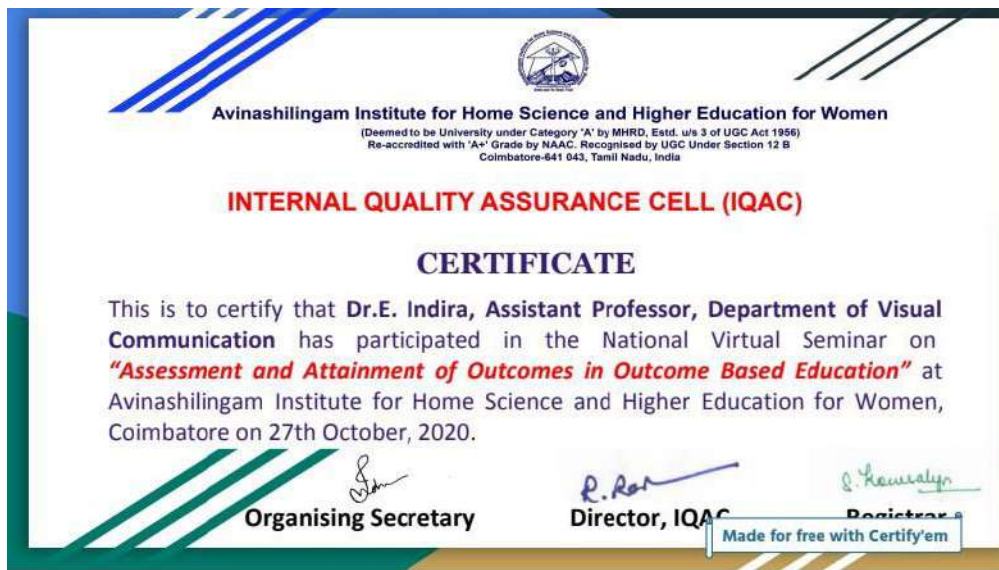 Avinashilingam Institute for Home Science and Higher Education for Women
(Deemed to be University under Category 'A' by MHRD, Estd. u/s 3 of UGC Act 1956)
Re-accredited with 'A+' Grade by NAAC. Recognised by UGC Under Section 12 B
Coimbatore-641 043, Tamil Nadu, India
INTERNAL QUALITY ASSURANCE CELL (IQAC)
CERTIFICATE
This is to certify that Dr.E. Indira, Assistant Professor, Department of Visual
Communication has participated in the National Virtual Seminar on
“Assessment and Attainment of Outcomes in Outcome Based Education” at
Avinashilingam Institute for Home Science and Higher Education for Women,
Coimbatore on 27th October, 2020.
Organising Secretary Director, IQAC Registrar
Made for free with Certify'em